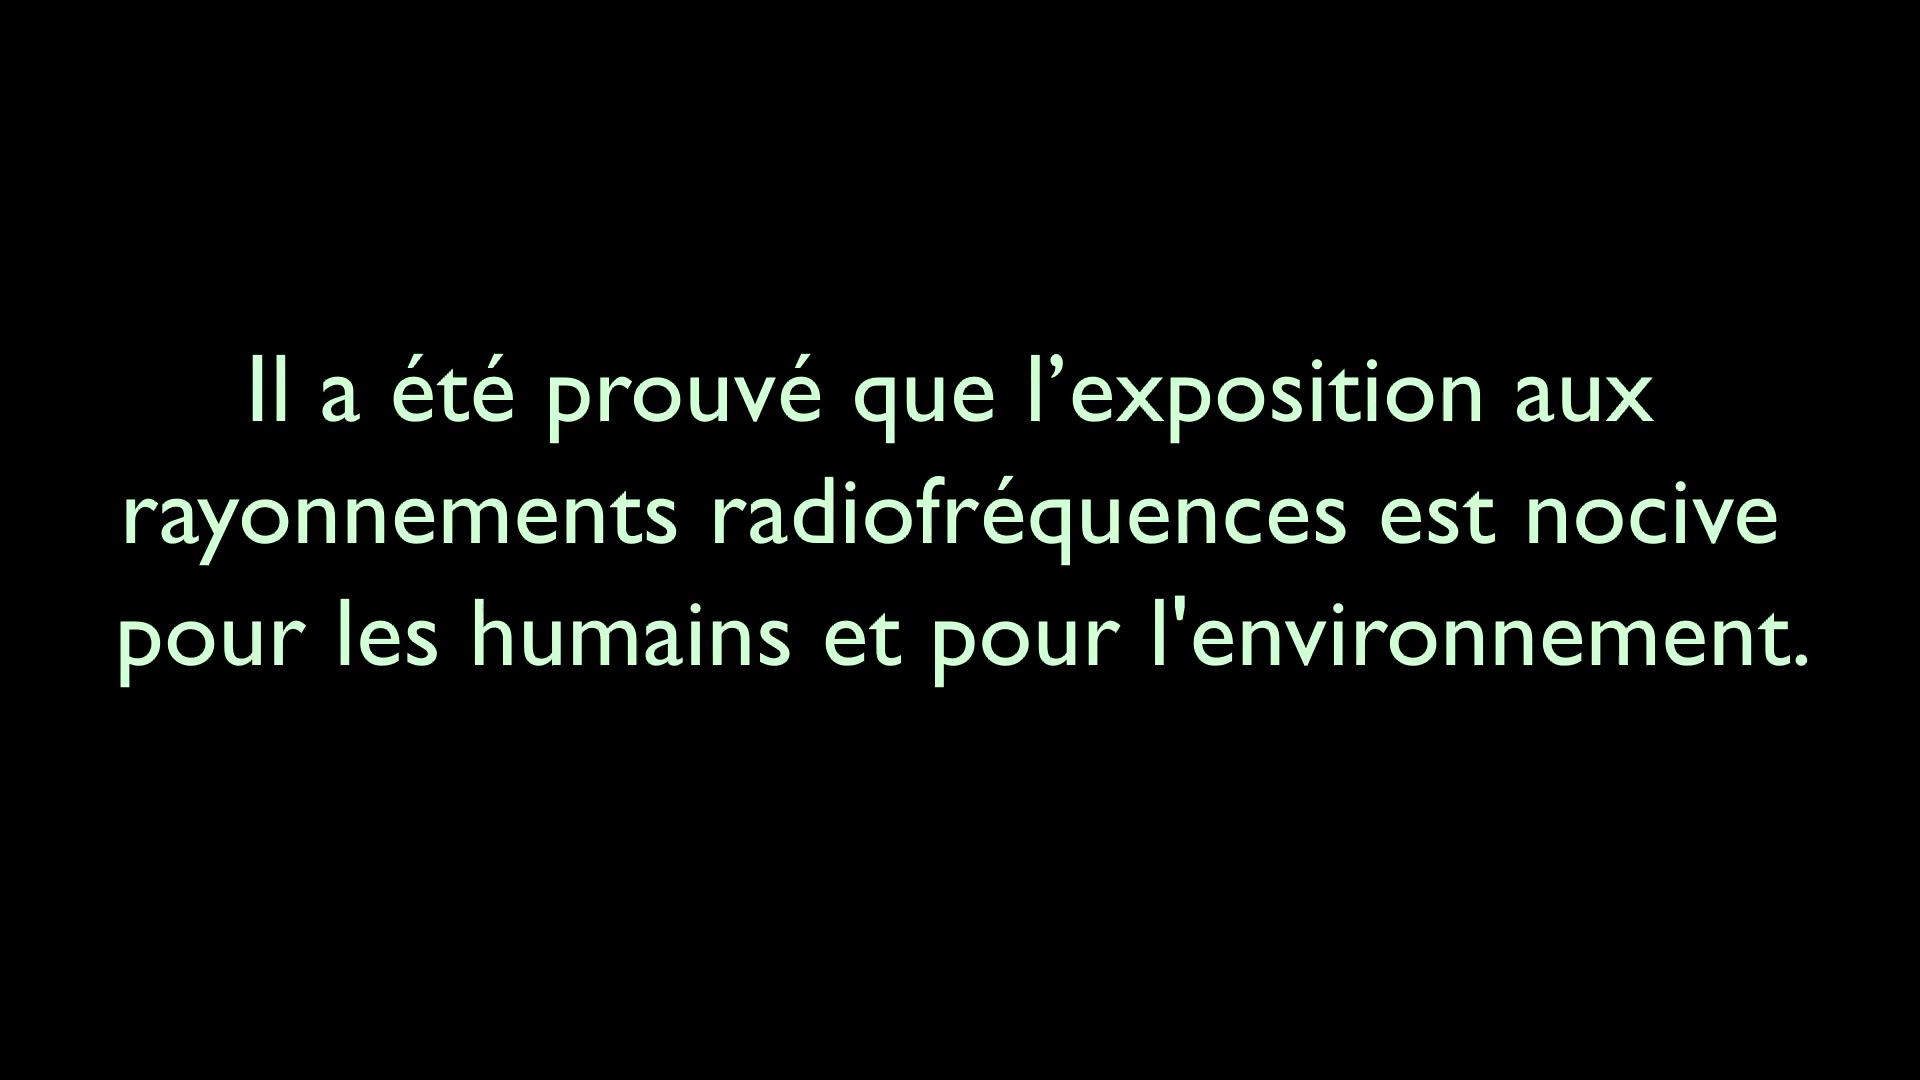 Il a été prouvé que l’exposition aux
rayonnements radiofréquences est nocive
pour les humains et pour l'environnement.